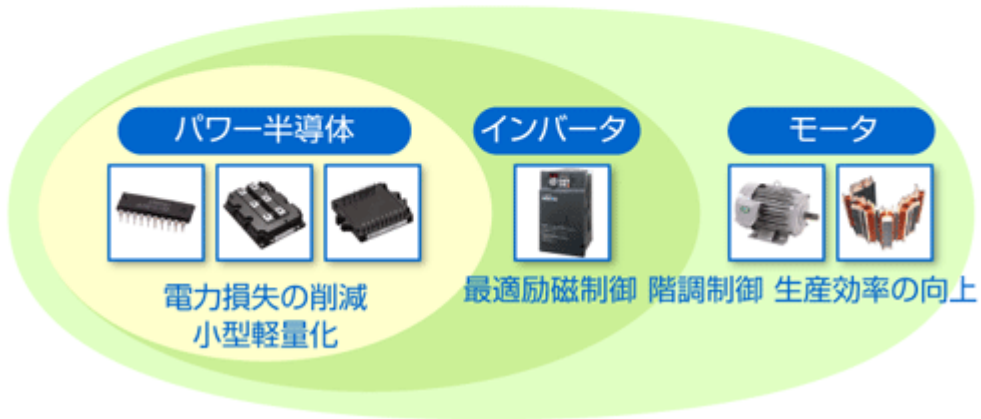 パワー半導体
インバータ
モータ
電力損失の削減
小型軽量化
最適励磁制御 階調制御 生産効率の向上